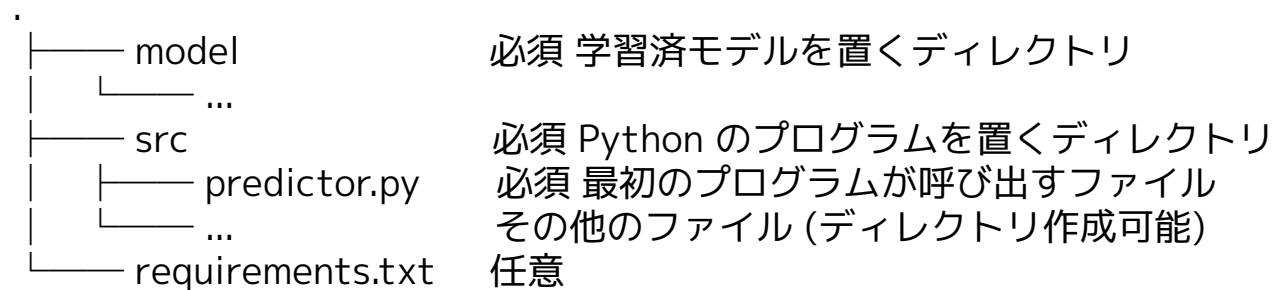 .
├── model 必須 学習済モデルを置くディレクトリ
│ └── ...
├── src 必須 Python のプログラムを置くディレクトリ
│ ├── predictor.py 必須 最初のプログラムが呼び出すファイル
│ └── ... その他のファイル (ディレクトリ作成可能)
└── requirements.txt 任意